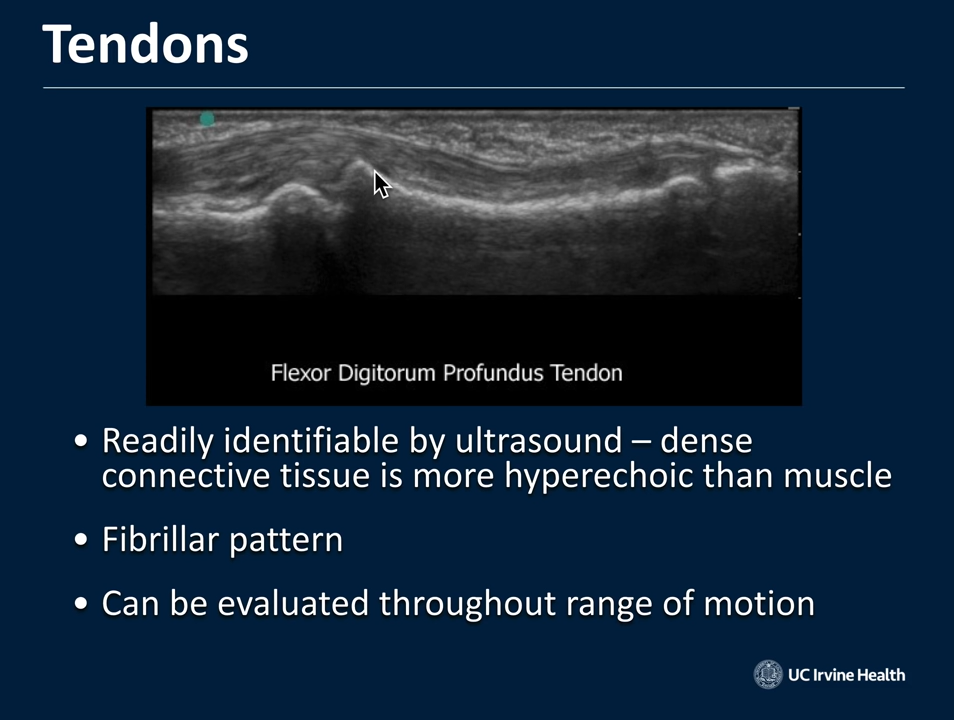 Tendons
Flexor Digitorum Profundus Tendon
• Readily identifiable by ultrasound – dense
connective tissue is more hyperechoic than muscle
• Fibrillar pattern
• Can be evaluated throughout range of motion
UC Irvine Health